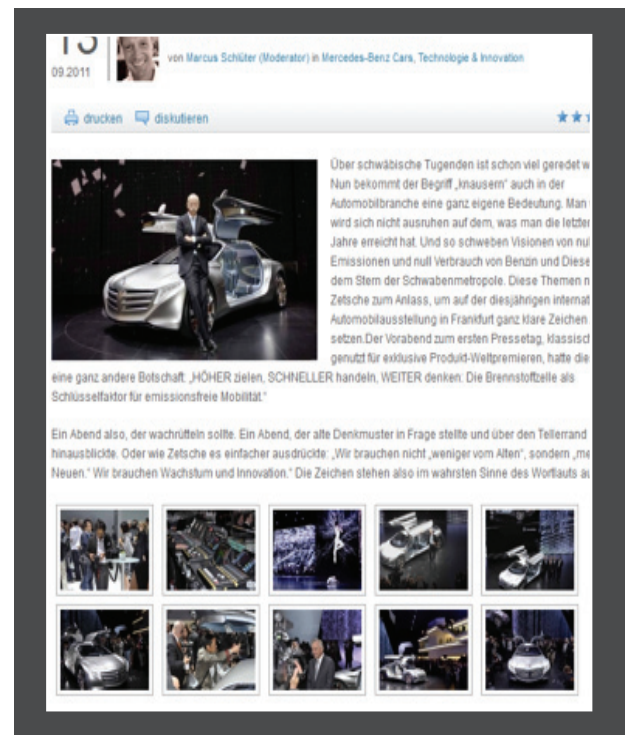 13
09.2011
von Marcus Schlüter (Moderator) in Mercedes-Benz Cars, Technologie & Innovation
drucken diskutieren
Über schwäbische Tugenden ist schon viel geredet w
Nun bekommt der Begriff „knausern“ auch in der
Automobilbranche eine ganz eigene Bedeutung. Man
wird sich nicht ausruhen auf dem, was man die letzten
Jahre erreicht hat. Und so schweben Visionen von nul
Emissionen und null Verbrauch von Benzin und Diese
dem Stern der Schwabenmetropole. Diese Themen n
Zetsche zum Anlass, um auf der diesjährigen internat
Automobilausstellung in Frankfurt ganz klare Zeichen
setzen.Der Vorabend zum ersten Pressetag, klassisch
genutzt für exklusive Produkt-Weltpremieren, hatte die
eine ganz andere Botschaft: „HÖHER zielen, SCHNELLER handeln, WEITER denken: Die Brennstoffzelle als
Schlüsselfaktor für emissionsfreie Mobilität.“
Ein Abend also, der wachrütteln sollte. Ein Abend, der alte Denkmuster in Frage stellte und über den Tellerrand
hinausblickte. Oder wie Zetsche es einfacher ausdrückte: „Wir brauchen nicht „weniger vom Alten“, sondern „me
Neuen.“ Wir brauchen Wachstum und Innovation.“ Die Zeichen stehen also im wahrsten Sinne des Wortlauts au